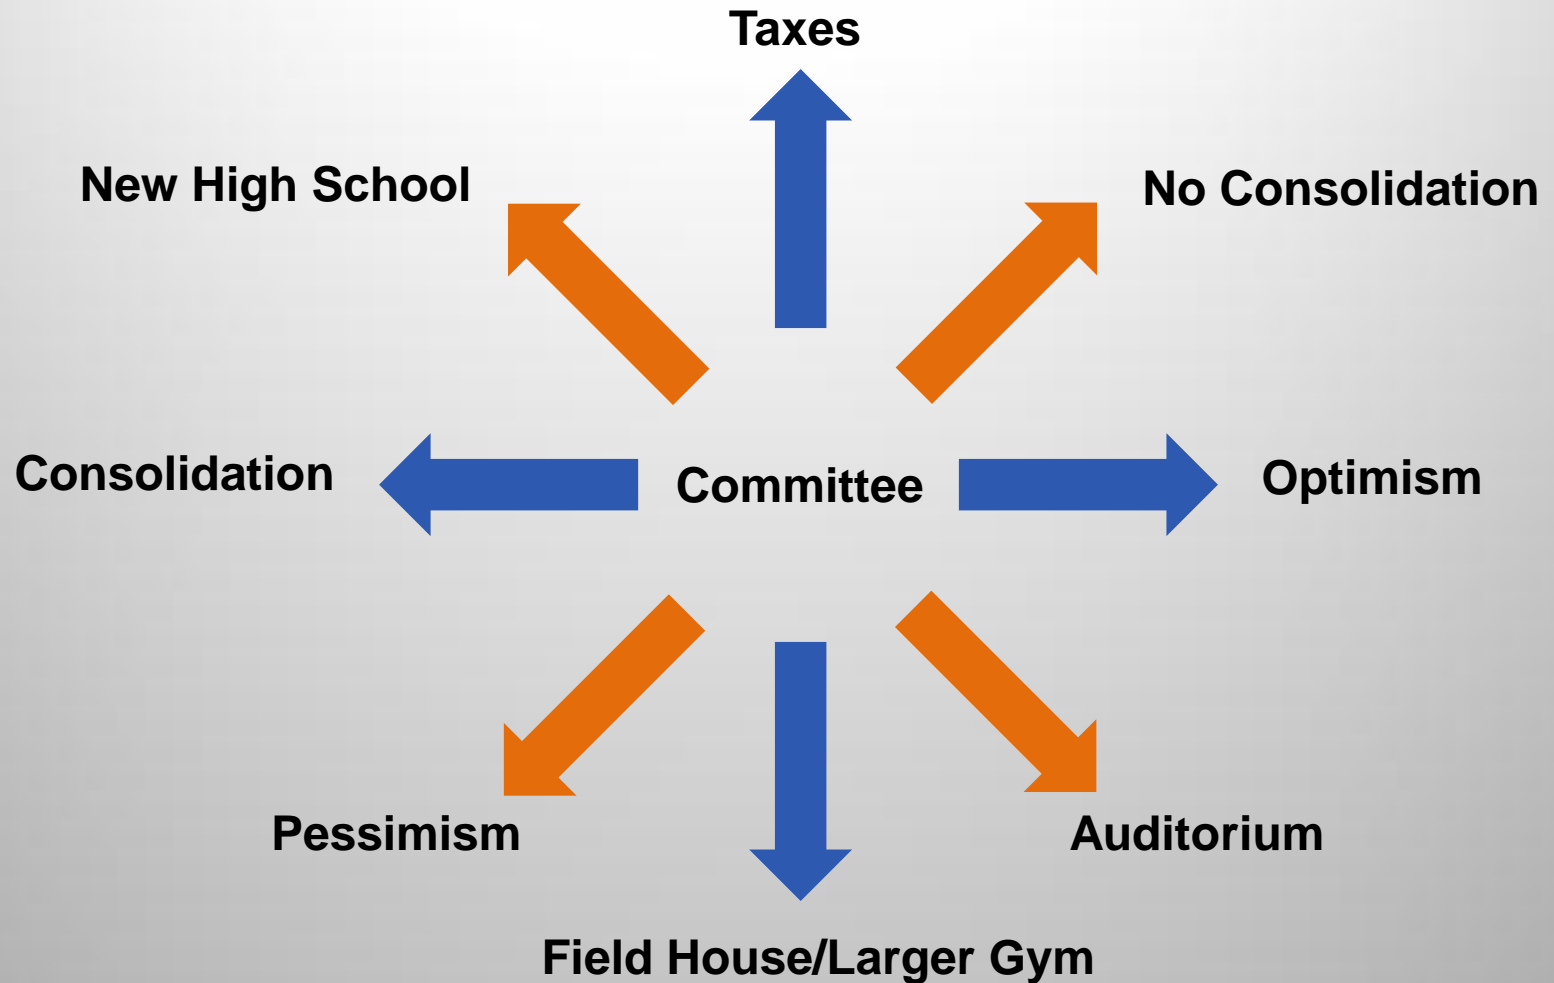 Taxes
New High School
No Consolidation
Consolidation
Committee
Optimism
Pessimism
Auditorium
Field House/Larger Gym